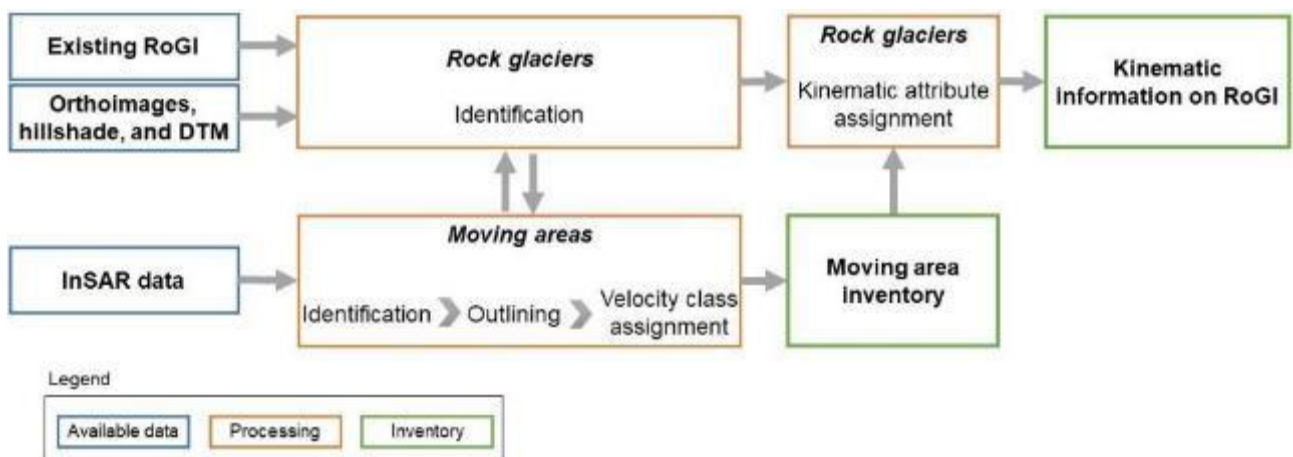 Existing RoGI
Orthoimages,
hillshade, and DTM
Rock glaciers
Identification
Rock glaciers
Kinematic attribute
assignment
Kinematic
information on RoGI
InSAR data
Moving areas
Identification
Outlining
Velocity class
assignment
Moving area
inventory
Legend
Available data
Processing
Inventory